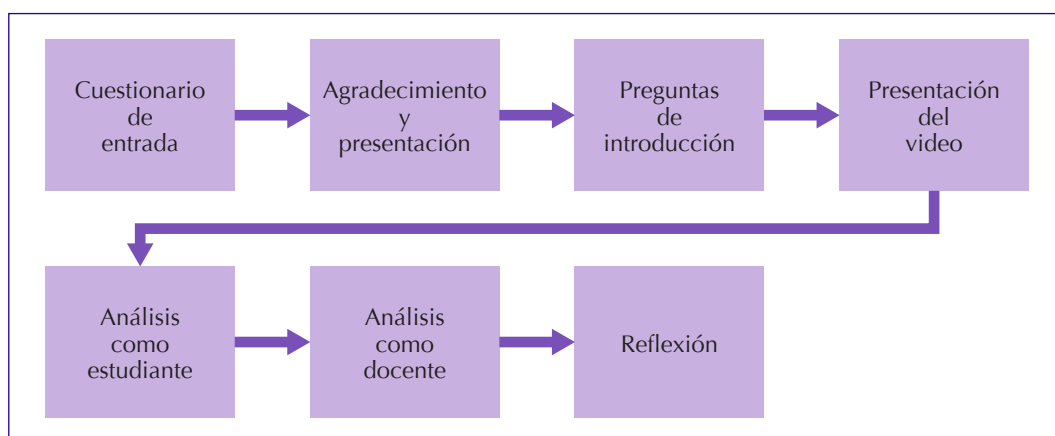 Cuestionario
de
entrada
Agradecimiento
y
presentación
Preguntas
de
introducción
Presentación
del
video
Análisis
como
estudiante
Análisis
como
docente
Reflexión